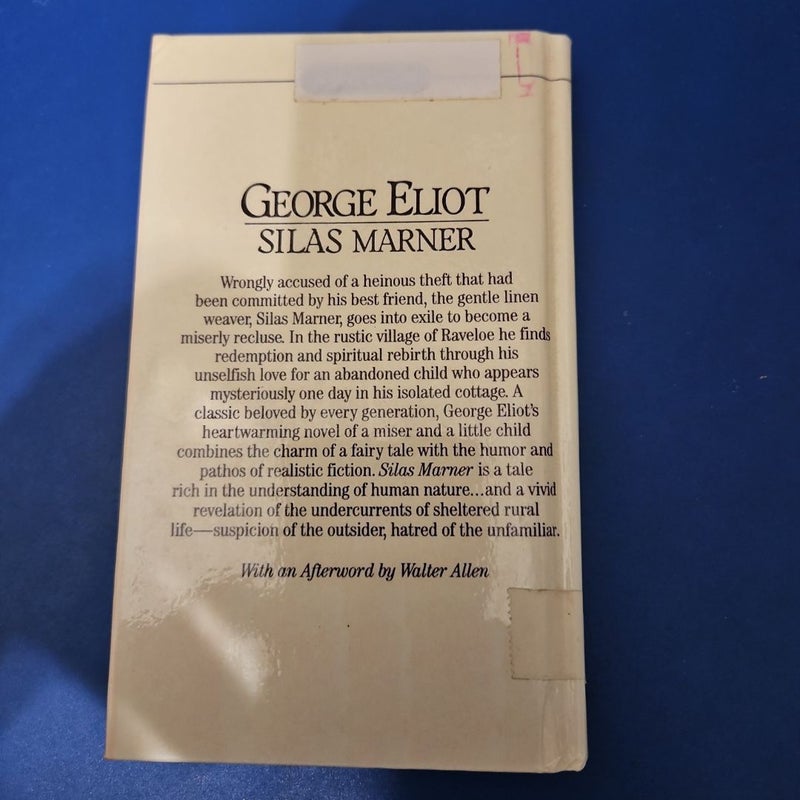 GEORGE ELIOT
SILAS MARNER
Wrongly accused of a heinous theft that had
been committed by his best friend, the gentle linen
weaver, Silas Marner, goes into exile to become a
miserly recluse. In the rustic village of Raveloe he finds
redemption and spiritual rebirth through his
unselfish love for an abandoned child who appears
mysteriously one day in his isolated cottage. A
classic beloved by every generation, George Eliot's
heartwarming novel of a miser and a little child
combines the charm of a fairy tale with the humor and
pathos of realistic fiction. Silas Marner is a tale
rich in the understanding of human nature...and a vivid
revelation of the undercurrents of sheltered rural
life—suspicion of the outsider, hatred of the unfamiliar.
With an Afterword by Walter Allen